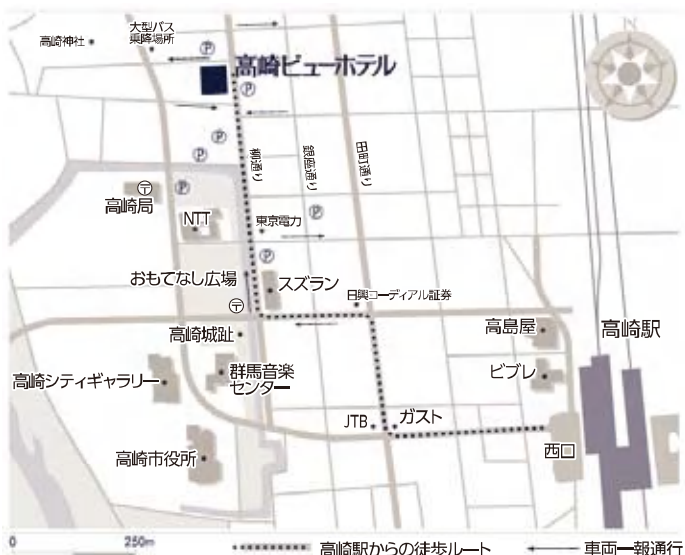 N
大型バス
乗降場所
高崎神社
P
高崎ビューホテル
P
P
P
柳通り
銀座通り
田町通り
〒
高崎局
P
NTT
東京電力
P
P
おもてなし広場
スズラン
〒
日興コーディアル証券
高崎城趾
高島屋
高崎駅
高崎シティギャラリー
群馬音楽
センター
ビブレ
JTB
ガスト
西口
高崎市役所
0
250m
高崎駅からの徒歩ルート
車両一報通行